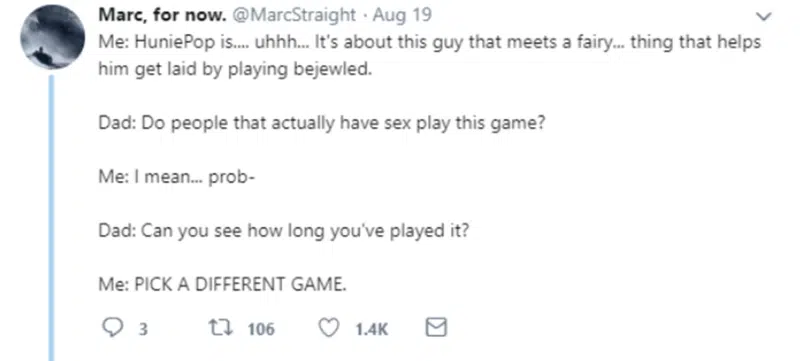 Marc, for now. @MarcStraight · Aug 19
Me: HuniePop is.... uhhh... It's about this guy that meets a fairy... thing that helps
him get laid by playing bejewled.
Dad: Do people that actually have sex play this game?
Me: I mean... prob-
Dad: Can you see how long you've played it?
Me: PICK A DIFFERENT GAME.
3 106 1.4K